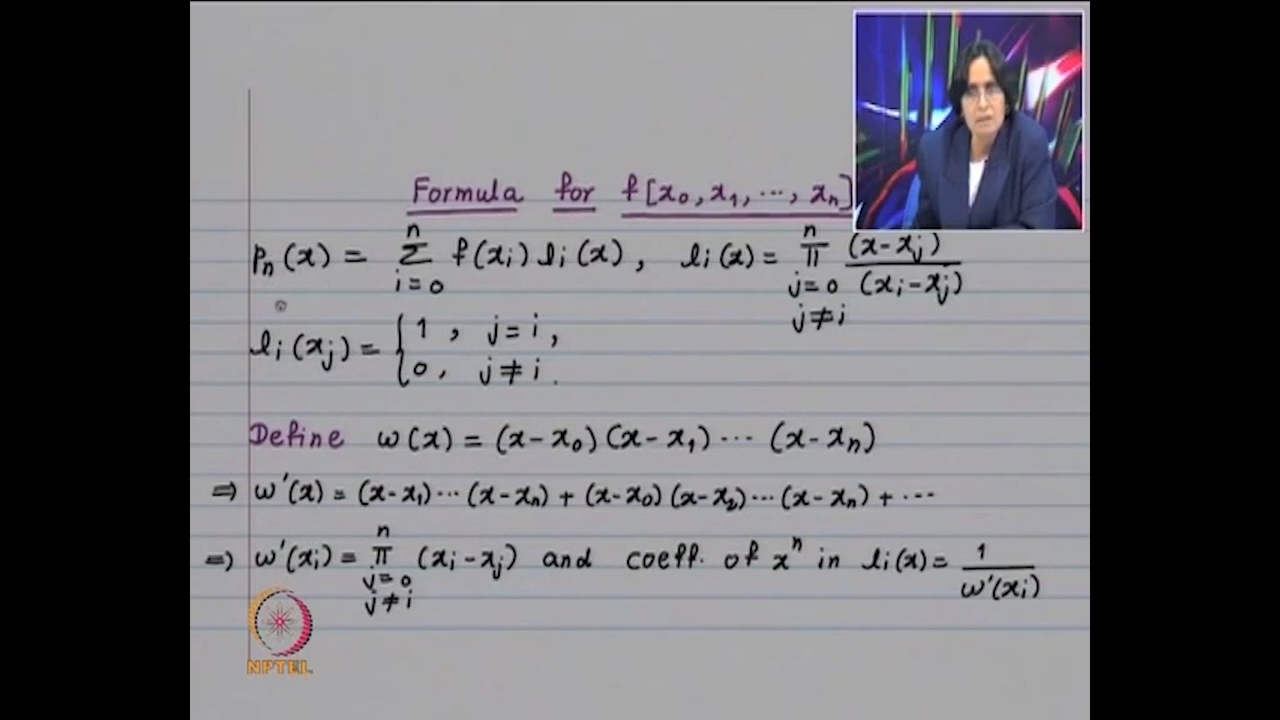 Formula for f[x₀, x₁, ⋯, xₙ]
pₙ(x) = Σ_{i=0}^{n} f(xᵢ) lᵢ(x), lᵢ(x) = π_{j=0, j≠i}^{n} (x-xⱼ)/(xᵢ-xⱼ)
lᵢ(xⱼ) = { 1, j=i, 0, j≠i.
Define w(x) = (x-x₀)(x-x₁)⋯(x-xₙ)
⇒ w'(x) = (x-x₁)⋯(x-xₙ) + (x-x₀)(x-x₂)⋯(x-xₙ) + ⋯
⇒ w'(xᵢ) = π_{j=0, j≠i}^{n} (xᵢ-xⱼ) and coeff. of xⁿ in lᵢ(x) = 1/w'(xᵢ)
NPTEL